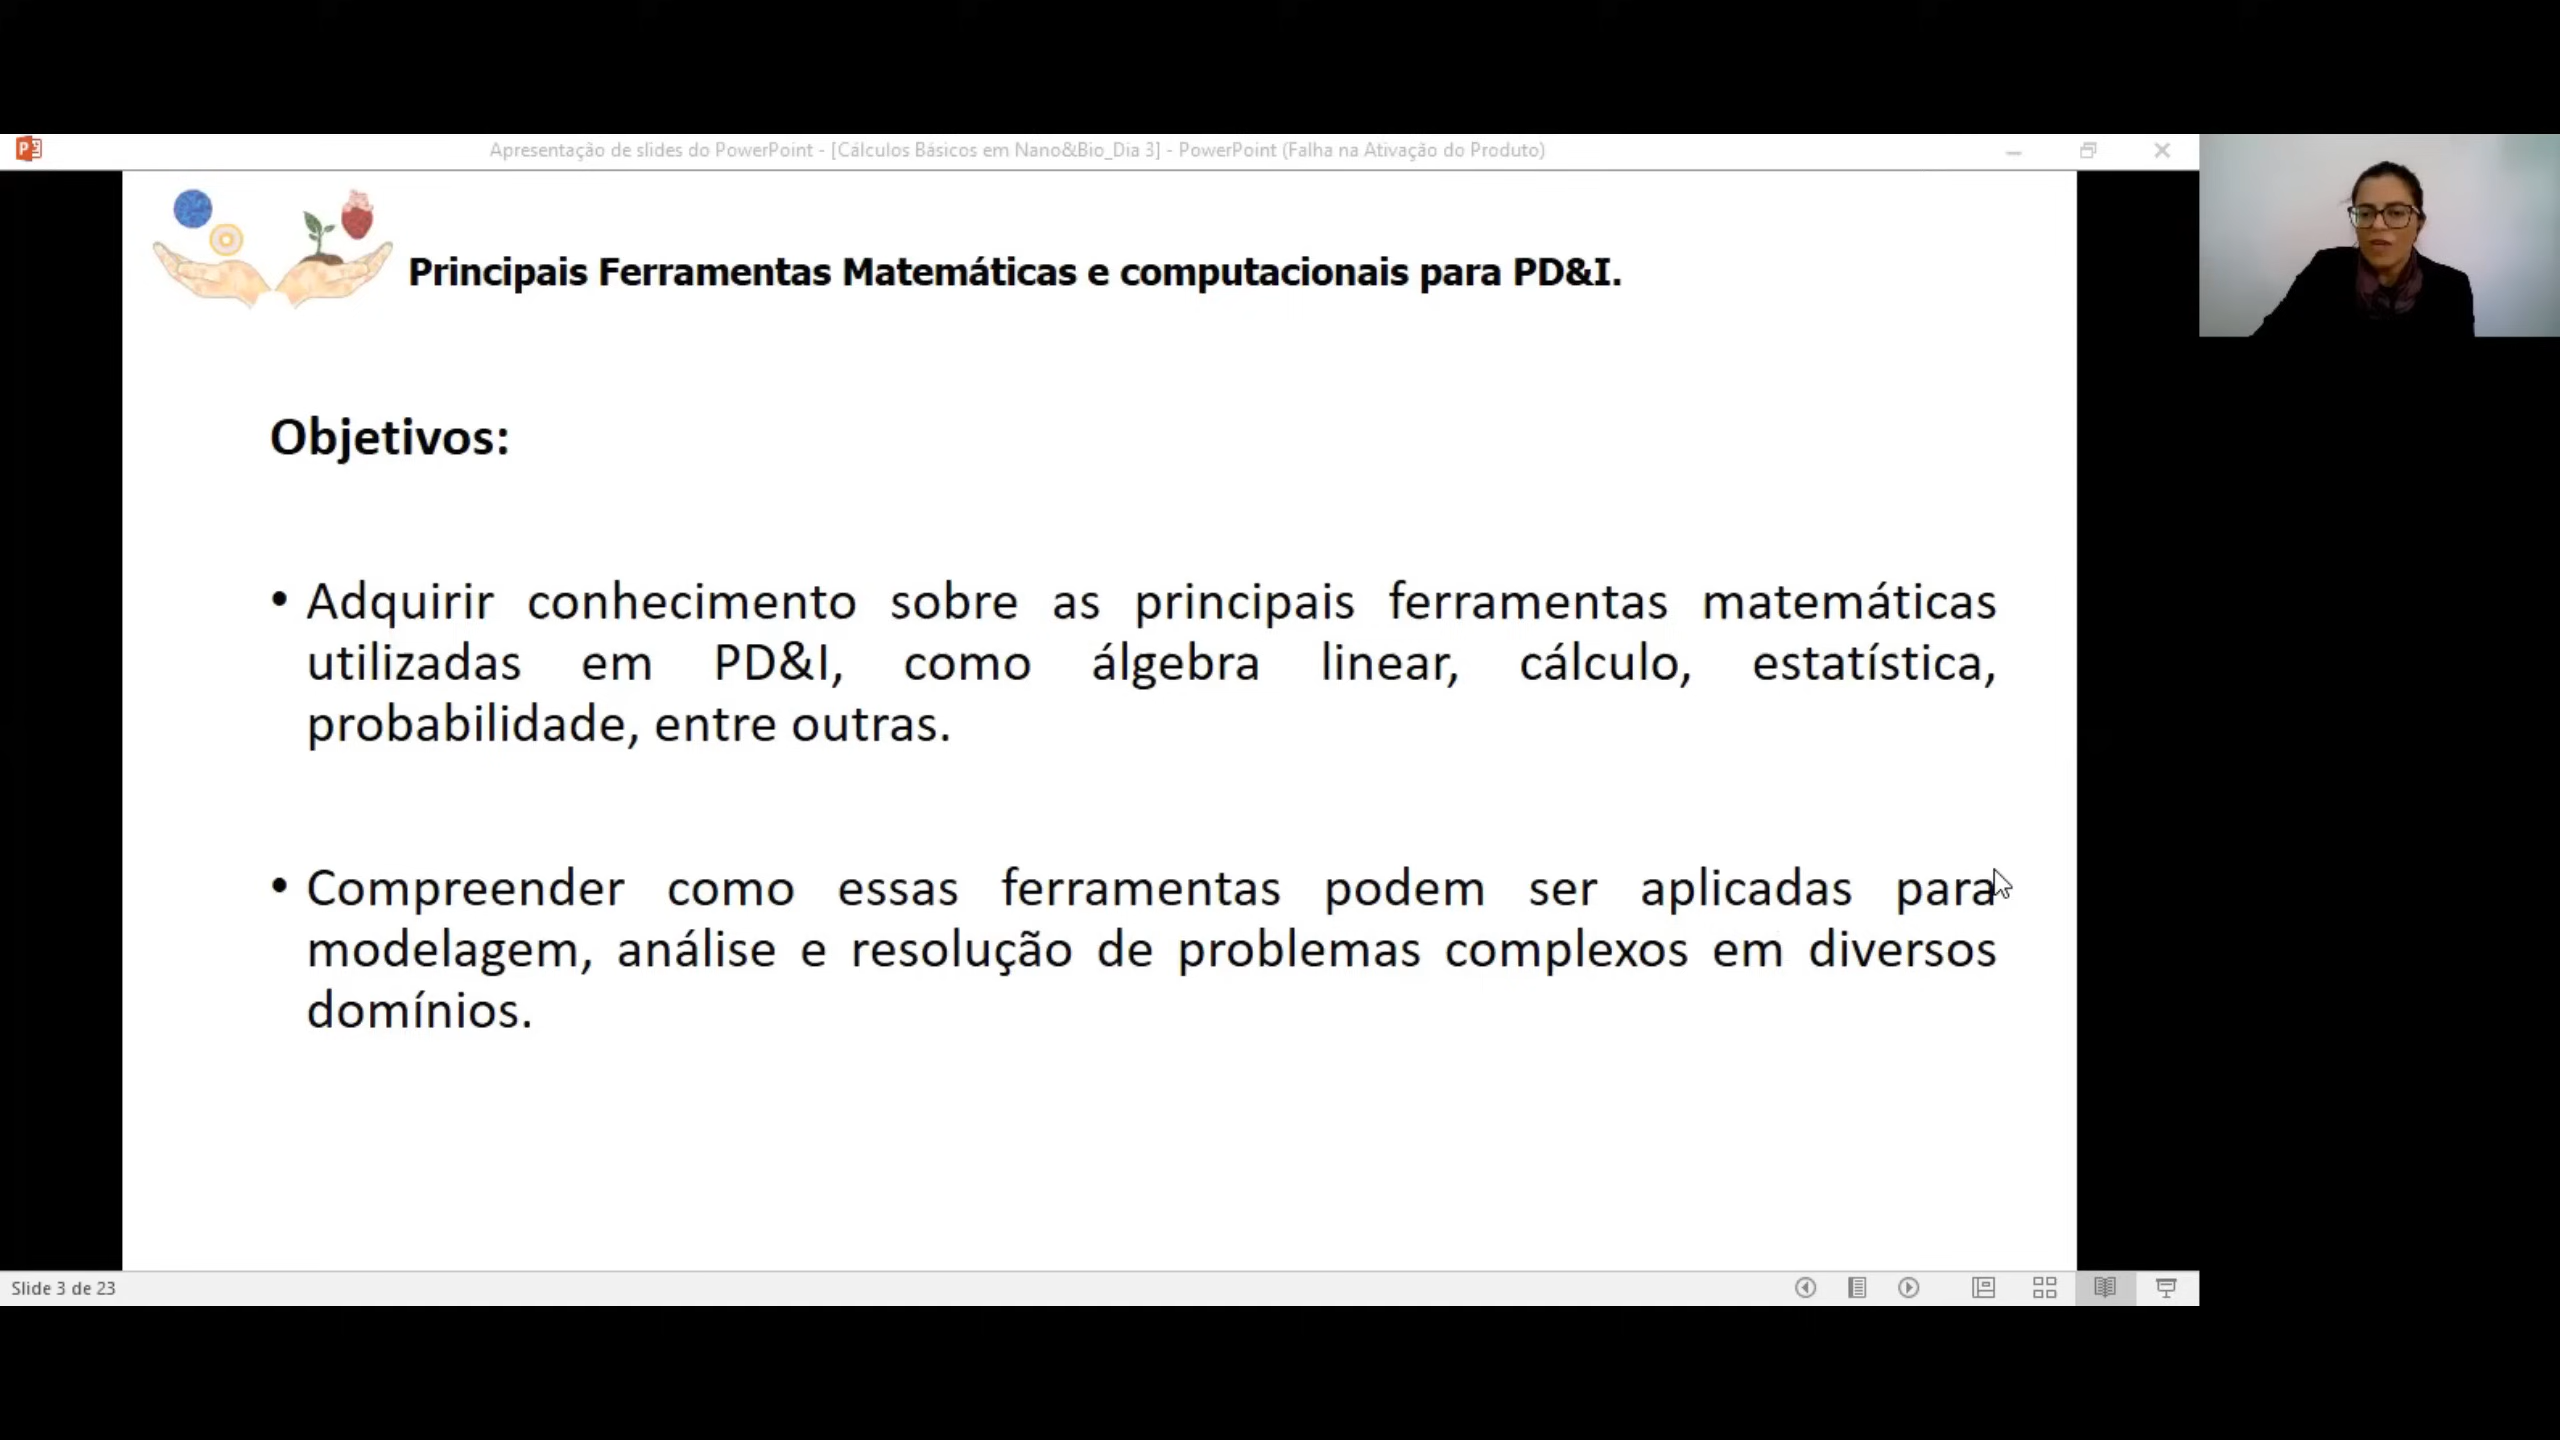 Apresentação de slides do PowerPoint - [Cálculos Básicos em Nano&Bio_Dia 3] - PowerPoint (Falha na Ativação do Produto)
Principais Ferramentas Matemáticas e computacionais para PD&I.
Objetivos:
• Adquirir conhecimento sobre as principais ferramentas matemáticas
utilizadas em PD&I, como álgebra linear, cálculo, estatística,
probabilidade, entre outras.
• Compreender como essas ferramentas podem ser aplicadas para
modelagem, análise e resolução de problemas complexos em diversos
domínios.
Slide 3 de 23